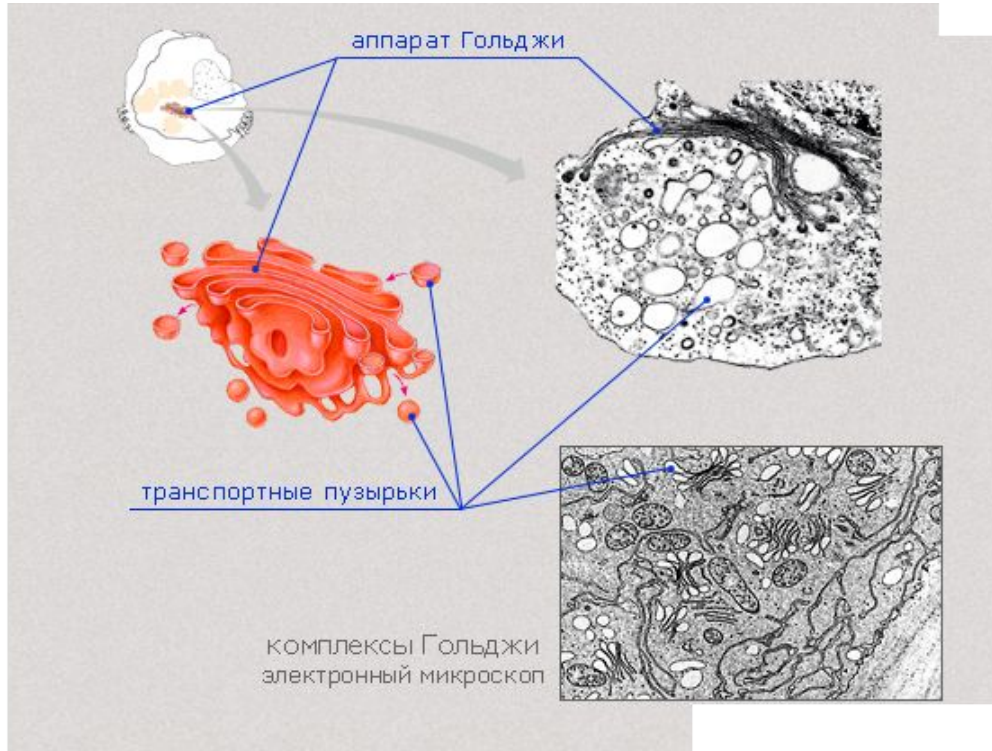 аппарат Гольджи
транспортные пузырьки
комплексы Гольджи
электронный микроскоп